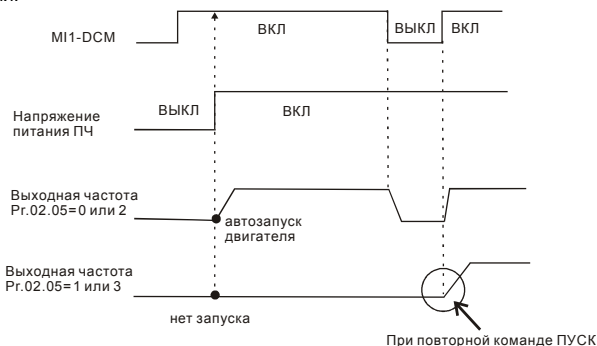 MI1-DCM
ВКЛ
ВЫКЛ
ВКЛ
Напряжение
питания ПЧ
ВЫКЛ
ВКЛ
Выходная частота
Pr.02.05=0 или 2
автозапуск
двигателя
Выходная частота
Pr.02.05=1 или 3
нет запуска
При повторной команде ПУСК